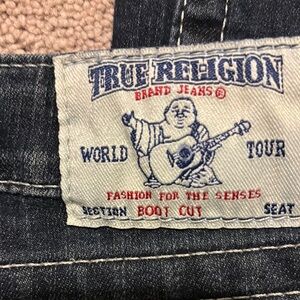 TRUE RELIGION
BRAND JEANS®
WORLD TOUR
FASHION FOR THE SENSES
SECTION BOOT CUT SEAT